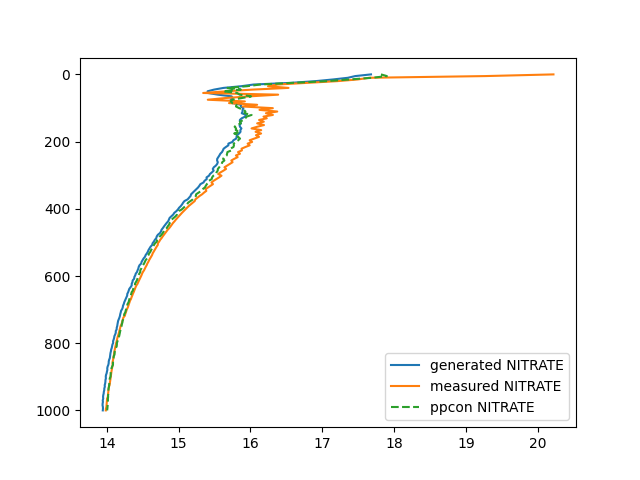 0
200
400
600
800
1000
14 15 16 17 18 19 20
generated NITRATE
measured NITRATE
ppcon NITRATE